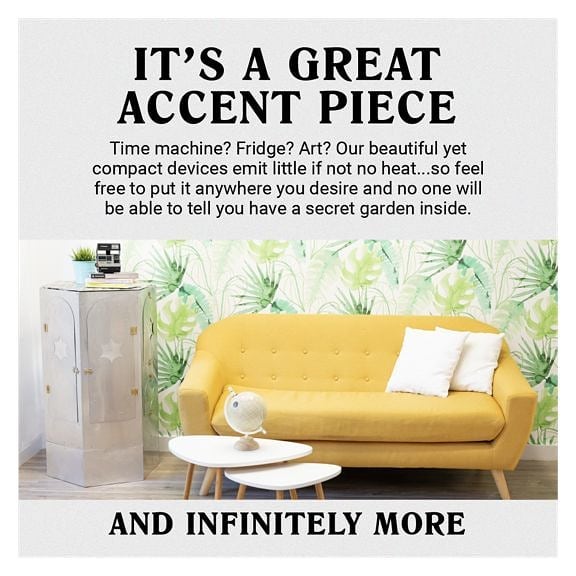 IT'S A GREAT
ACCENT PIECE
Time machine? Fridge? Art? Our beautiful yet
compact devices emit little if not no heat...so feel
free to put it anywhere you desire and no one will
be able to tell you have a secret garden inside.
AND INFINITELY MORE